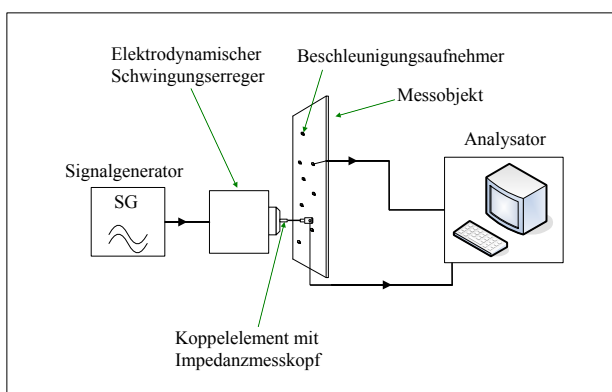 Elektrodynamischer
Schwingungserreger
Beschleunigungsaufnehmer
Messobjekt
Analysator
Signalgenerator
SG
Koppelelement mit
Impedanzmesskopf